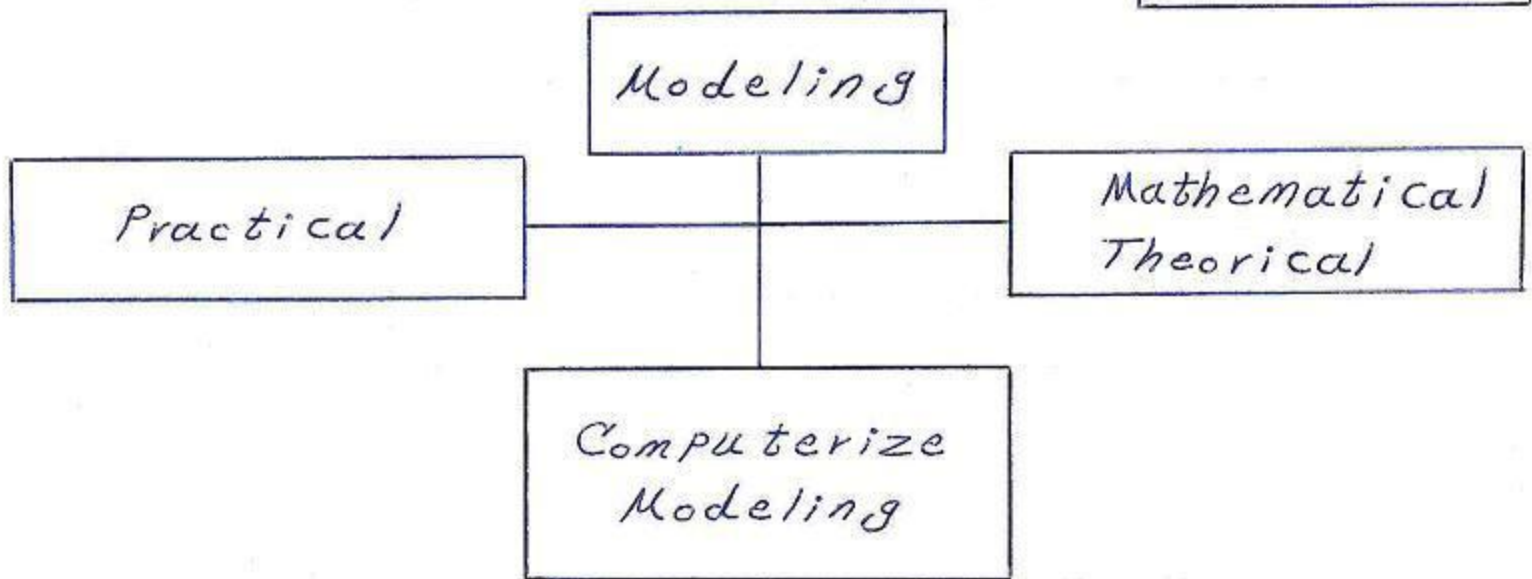 Modeling
Practical
Mathematical
Theorical
Computerize
Modeling